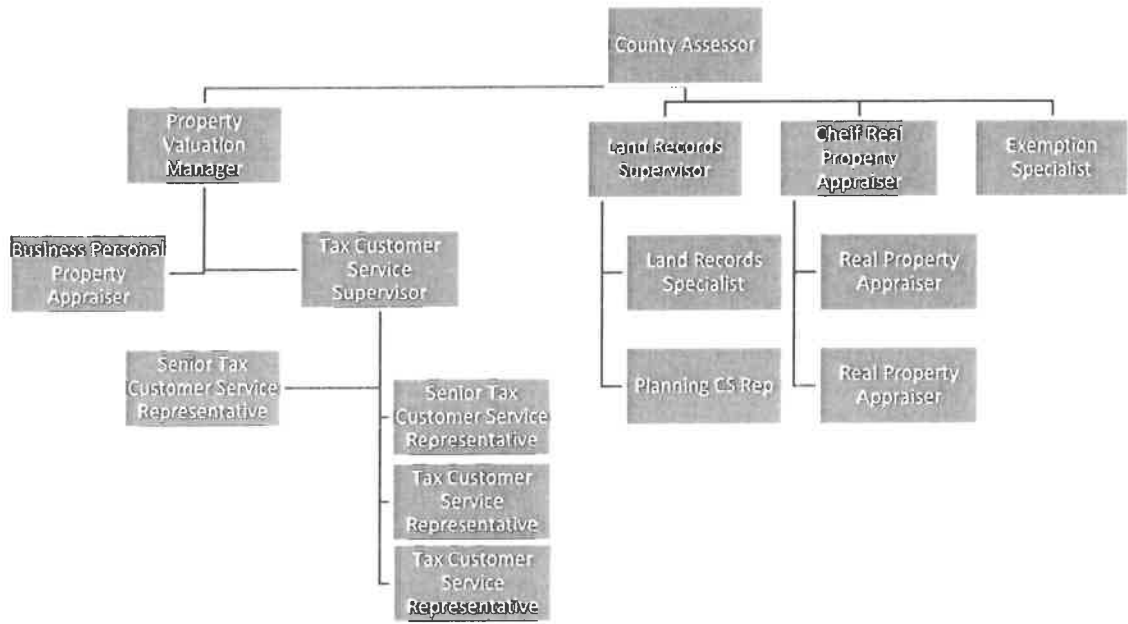 County Assessor
Property
Valuation
Manager
Land Records
Supervisor
Cheif Real
Property
Appraiser
Exemption
Specialist
Business Personal
Property
Appraiser
Tax Customer
Service
Supervisor
Land Records
Specialist
Real Property
Appraiser
Senior Tax
Customer Service
Representative
Planning CS Rep
Real Property
Appraiser
Senior Tax
Customer Service
Representative
Tax Customer
Service
Representative
Tax Customer
Service
Representative